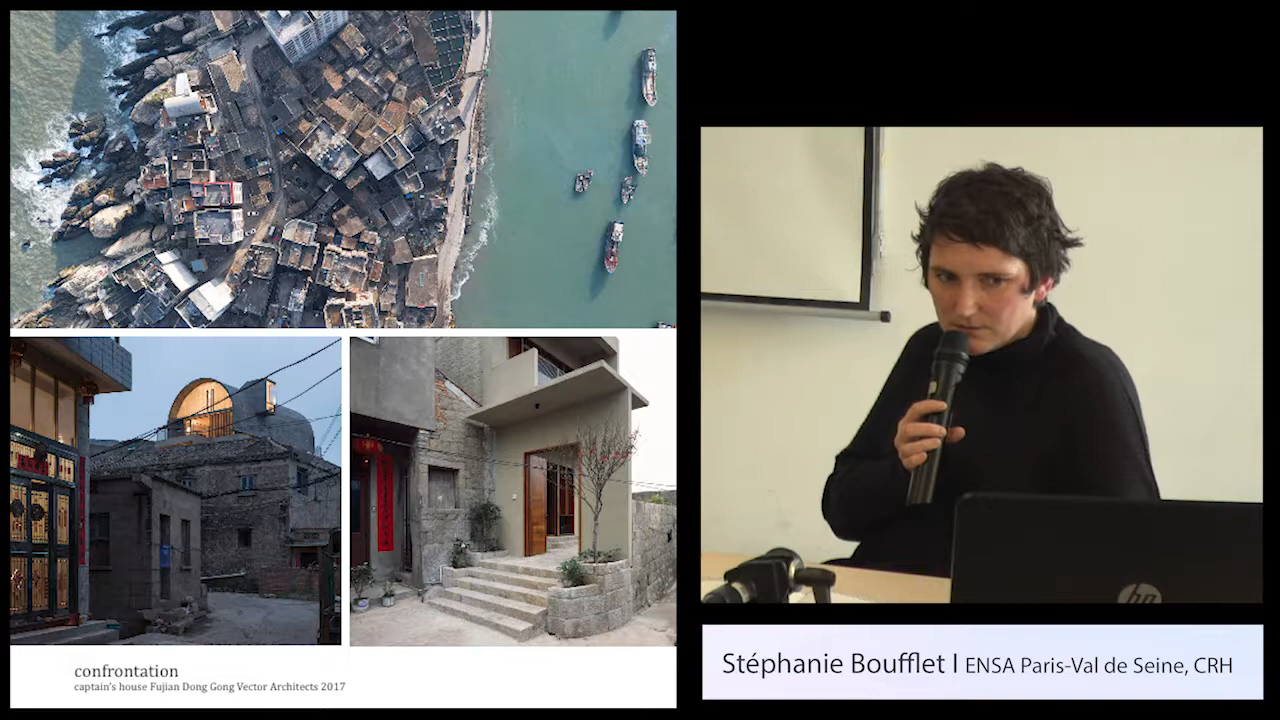 confrontation
captain's house Fujian Dong Gong Vector Architects 2017
hp
Stéphanie Boufflet I ENSA Paris-Val de Seine, CRH